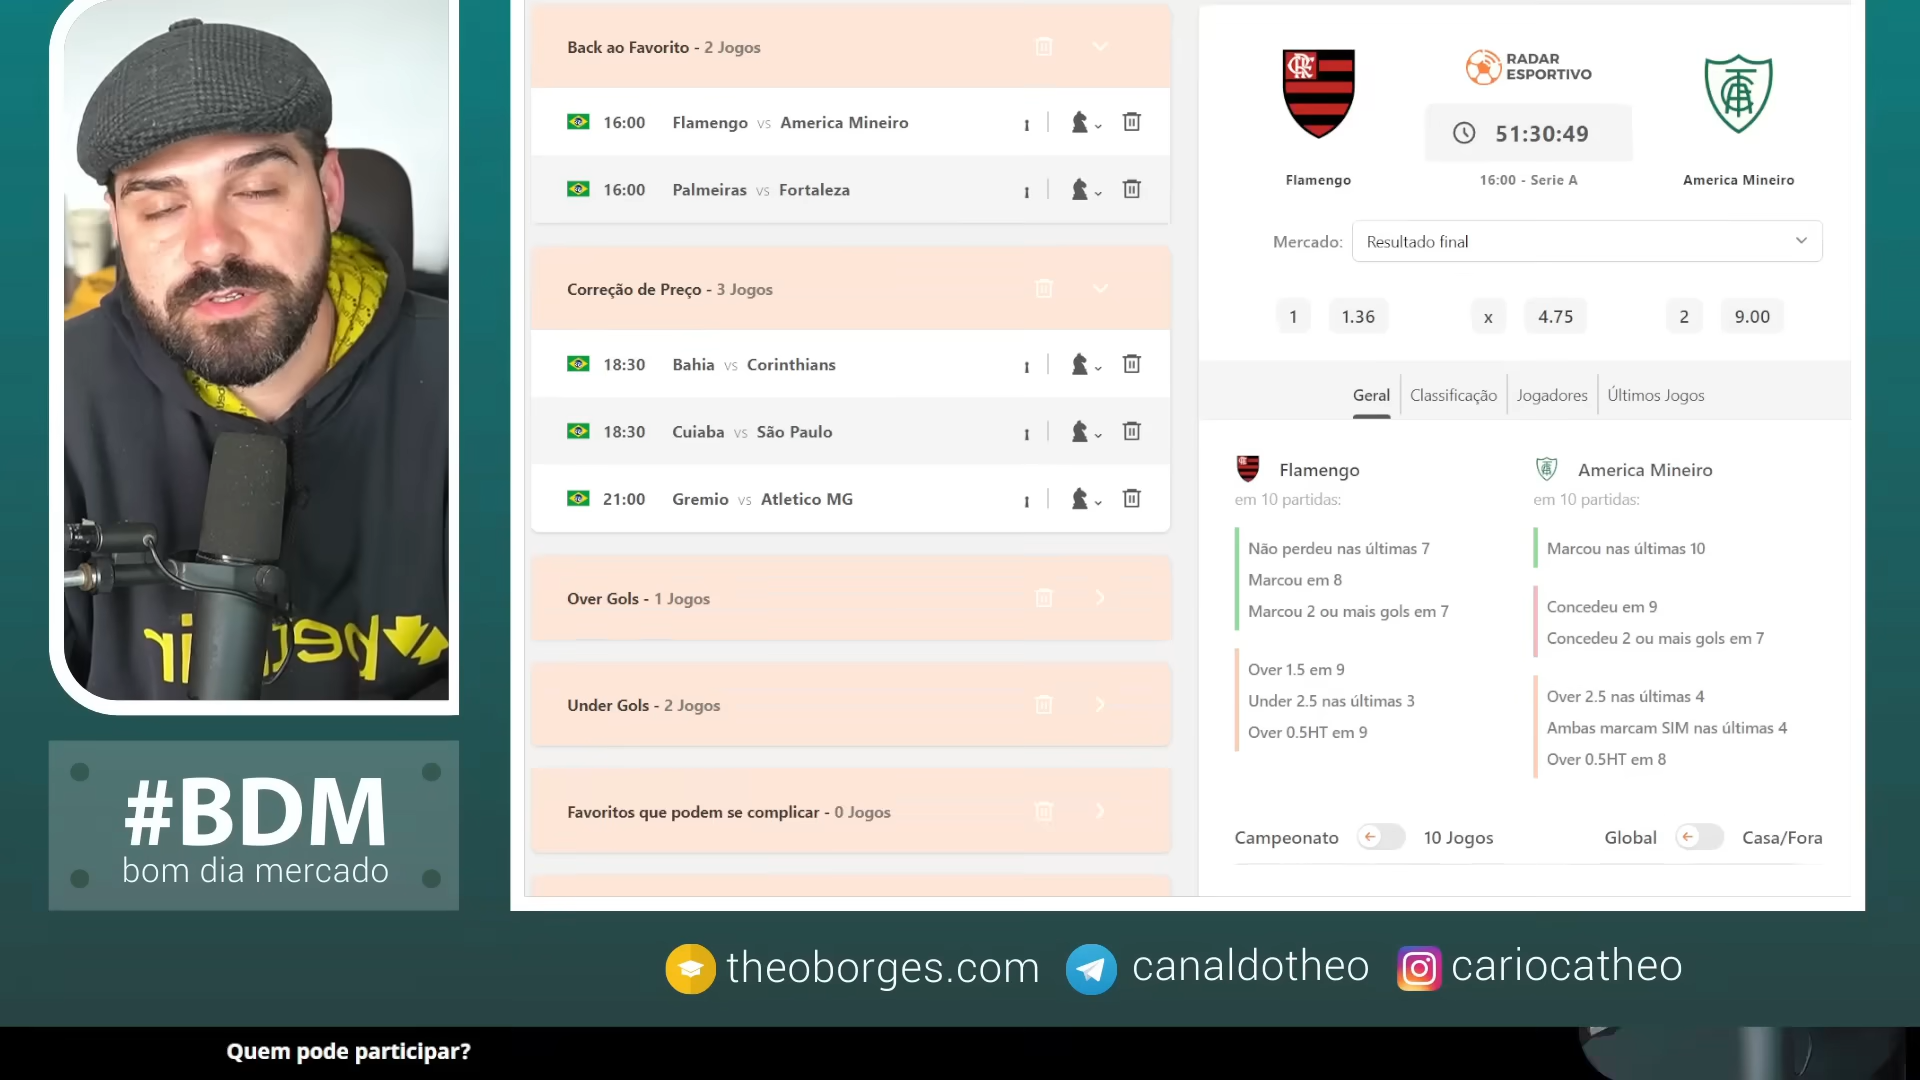 Back ao Favorito - 2 Jogos
16:00 Flamengo vs America Mineiro
16:00 Palmeiras vs Fortaleza
Correção de Preço - 3 Jogos
18:30 Bahia vs Corinthians
18:30 Cuiaba vs São Paulo
21:00 Gremio vs Atletico MG
Over Gols - 1 Jogos
Under Gols - 2 Jogos
Favoritos que podem se complicar - 0 Jogos
RADAR
ESPORTIVO
51:30:49
Flamengo
16:00 - Serie A
America Mineiro
Mercado: Resultado final
1 1.36 x 4.75 2 9.00
Geral Classificação Jogadores Últimos Jogos
Flamengo
em 10 partidas:
Não perdeu nas últimas 7
Marcou em 8
Marcou 2 ou mais gols em 7
Over 1.5 em 9
Under 2.5 nas últimas 3
Over 0.5HT em 9
America Mineiro
em 10 partidas:
Marcou nas últimas 10
Concedeu em 9
Concedeu 2 ou mais gols em 7
Over 2.5 nas últimas 4
Ambas marcam SIM nas últimas 4
Over 0.5HT em 8
Campeonato 10 Jogos Global Casa/Fora
#BDM
bom dia mercado
theoborges.com canaldotheo cariocatheo
Quem pode participar?